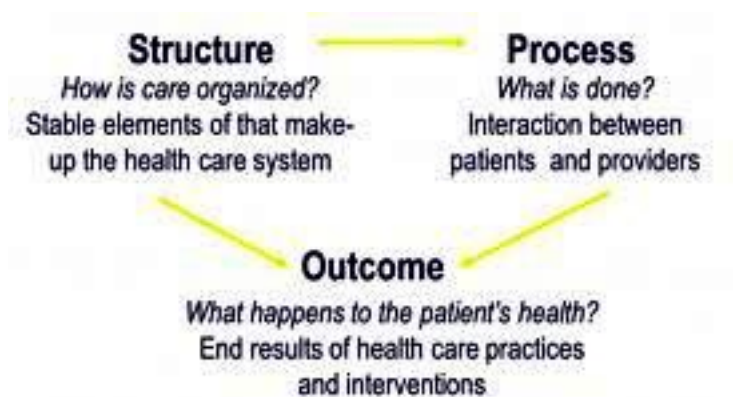 Structure
How is care organized?
Stable elements of that make-
up the health care system
Process
What is done?
Interaction between
patients and providers
Outcome
What happens to the patient's health?
End results of health care practices
and interventions